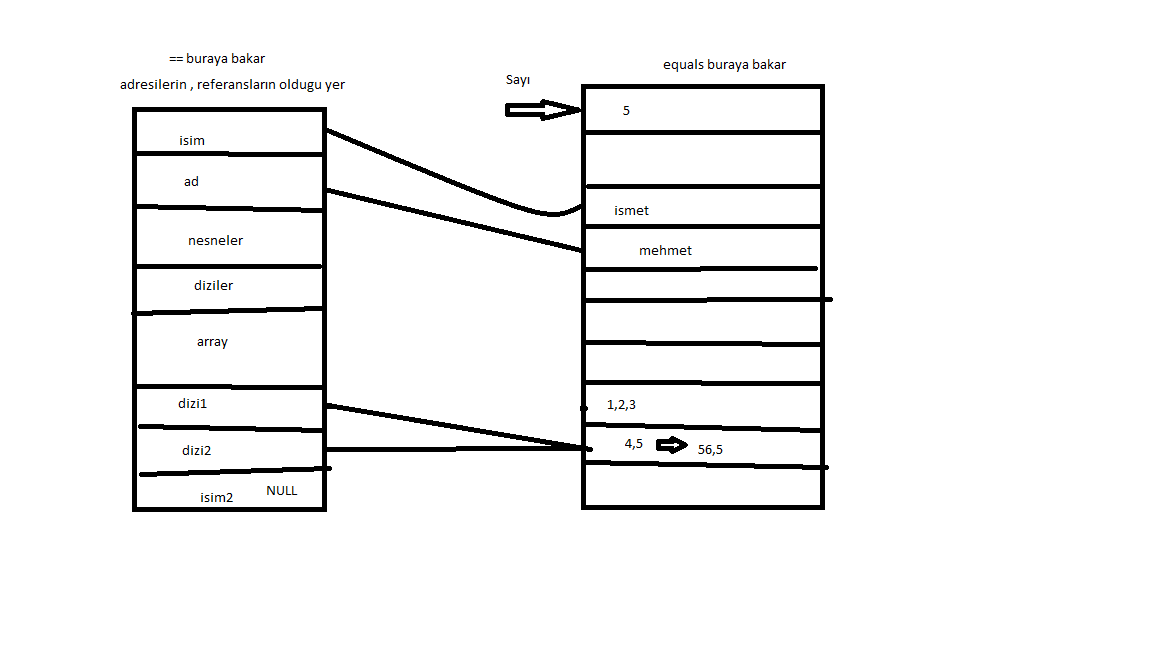 == buraya bakar
adresilerin , referansların oldugu yer
isim
ad
nesneler
diziler
array
dizi1
dizi2
isim2
NULL
Sayı
equals buraya bakar
5
ismet
mehmet
1,2,3
4,5
56,5